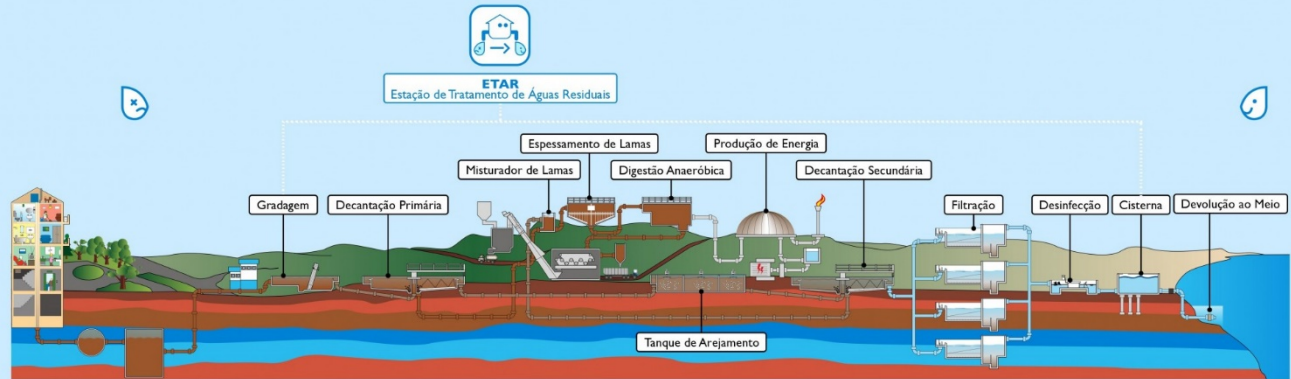 ETAR
Estação de Tratamento de Águas Residuais
Espessamento de Lamas
Produção de Energia
Misturador de Lamas
Digestão Anaeróbica
Decantação Secundária
Gradagem
Decantação Primária
Filtração
Desinfecção
Cisterna
Devolução ao Meio
Tanque de Arejamento